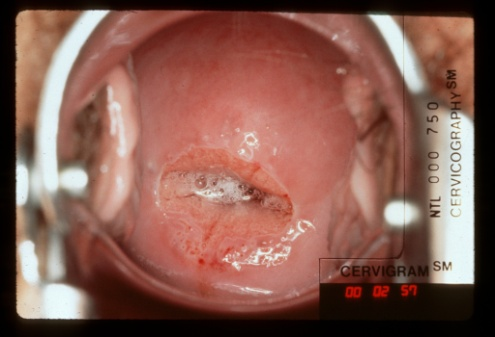 NTL 000 750
CERVICOGRAPHY SM
CERVIGRAM SM
00 02 57